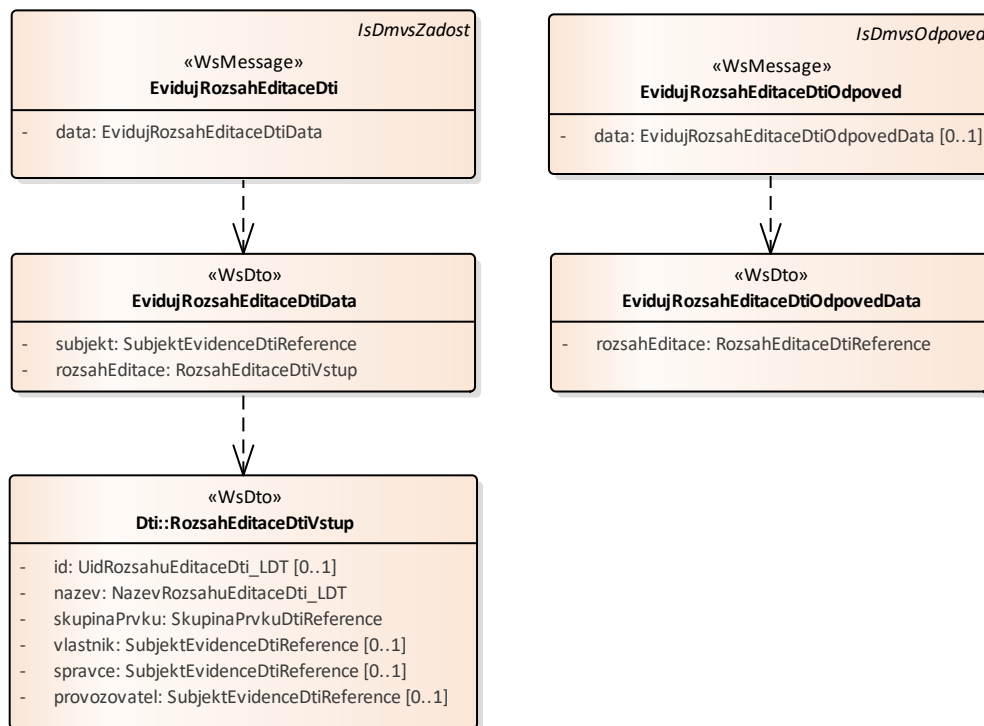 IsDmvsZadost
«WsMessage»
EvidujRozsahEditaceDti
- data: EvidujRozsahEditaceDtiData
IsDmvsOdpoved
«WsMessage»
EvidujRozsahEditaceDtiOdpoved
- data: EvidujRozsahEditaceDtiOdpovedData [0..1]
«WsDto»
EvidujRozsahEditaceDtiData
- subjekt: SubjektEvidenceDtiReference
- rozsahEditace: RozsahEditaceDtiVstup
«WsDto»
EvidujRozsahEditaceDtiOdpovedData
- rozsahEditace: RozsahEditaceDtiReference
«WsDto»
Dti::RozsahEditaceDtiVstup
- id: UidRozsahuEditaceDti_LDT [0..1]
- nazev: NazevRozsahuEditaceDti_LDT
- skupinaPrvku: SkupinaPrvkuDtiReference
- vlastnik: SubjektEvidenceDtiReference [0..1]
- spravce: SubjektEvidenceDtiReference [0..1]
- provozovatel: SubjektEvidenceDtiReference [0..1]